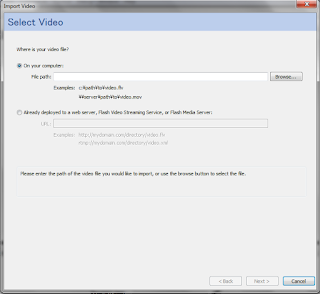 Import Video
Select Video
Where is your video file?
On your computer:
File path:
Browse...
Examples: c:¥path¥to¥video.flv
¥¥server¥path¥to¥video.mov
Already deployed to a web server, Flash Video Streaming Service, or Flash Media Server:
URL:
Examples: http://mydomain.com/directory/video.flv
rtmp://mydomain.com/directory/video.xml
Please enter the path of the video file you would like to import, or use the browse button to select the file.
< Back
Next >
Cancel